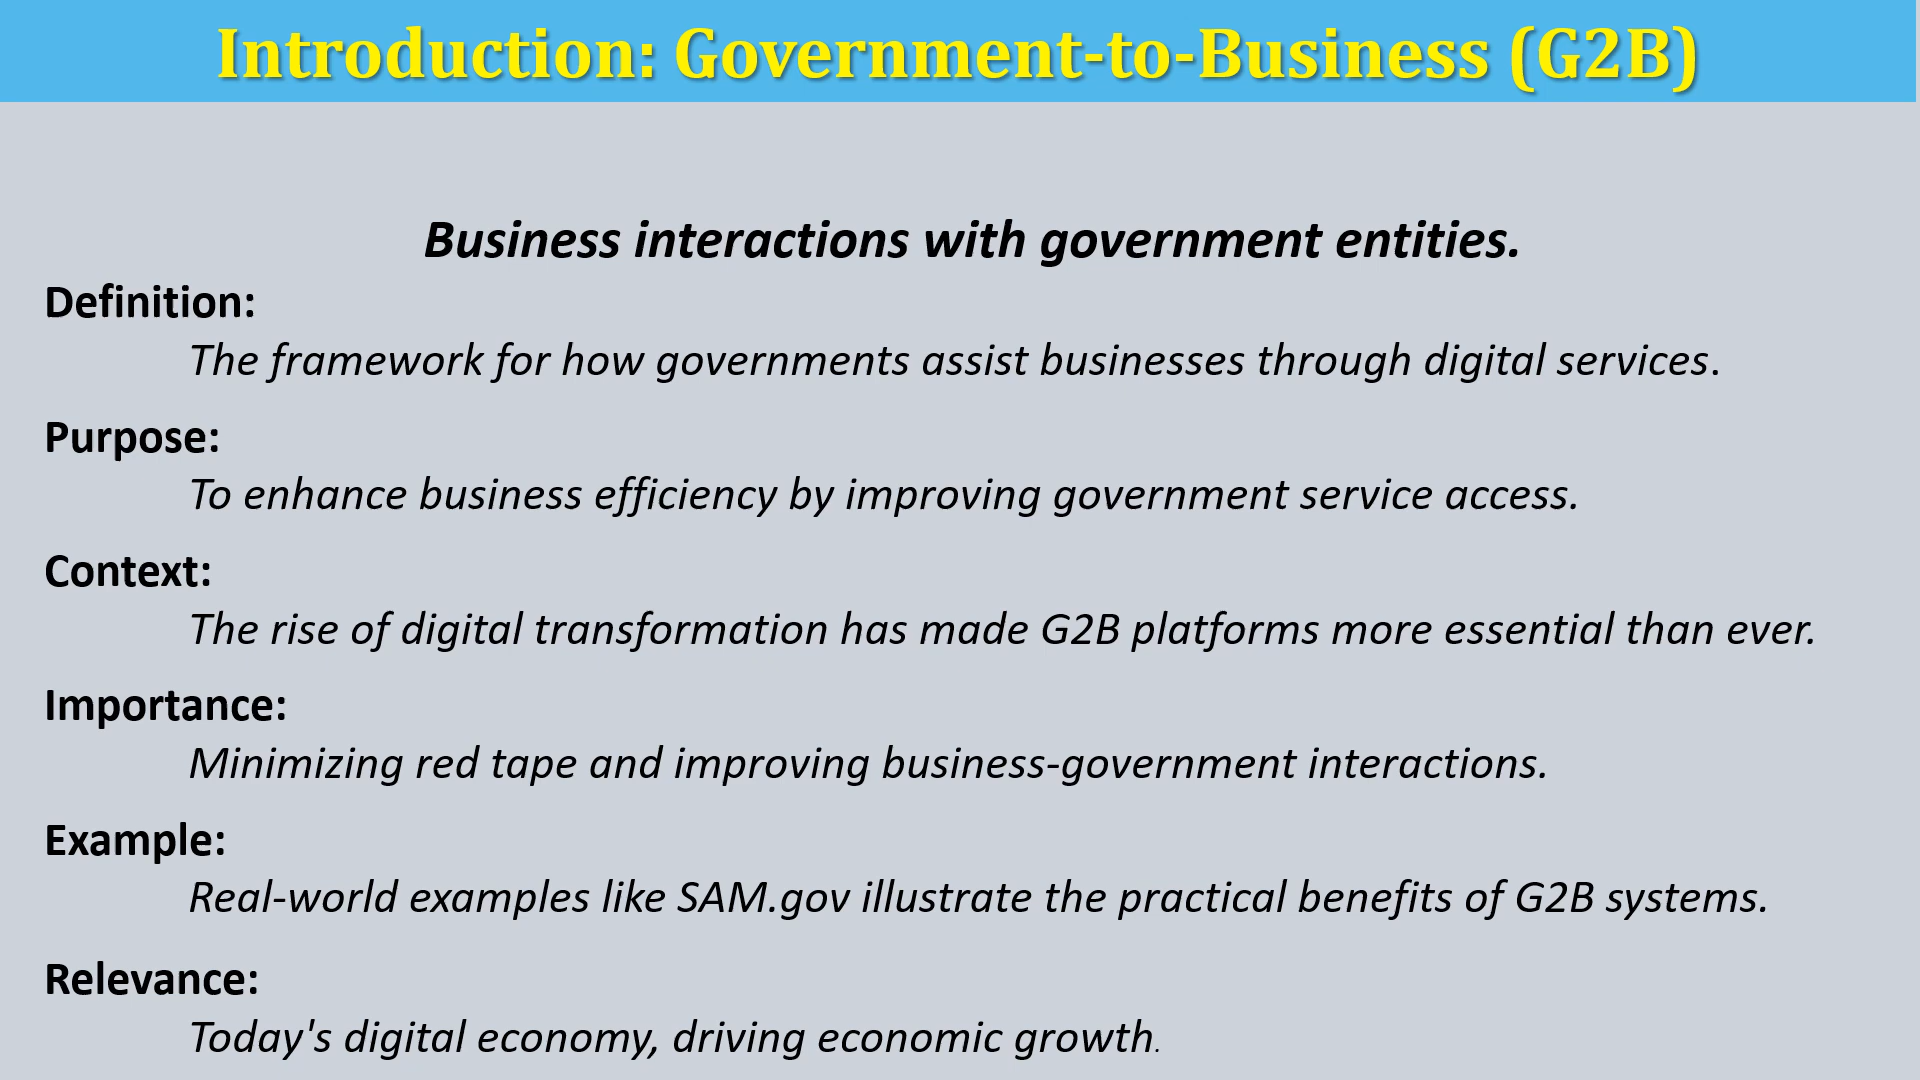 Introduction: Government-to-Business (G2B)
Business interactions with government entities.
Definition:
The framework for how governments assist businesses through digital services.
Purpose:
To enhance business efficiency by improving government service access.
Context:
The rise of digital transformation has made G2B platforms more essential than ever.
Importance:
Minimizing red tape and improving business-government interactions.
Example:
Real-world examples like SAM.gov illustrate the practical benefits of G2B systems.
Relevance:
Today's digital economy, driving economic growth.